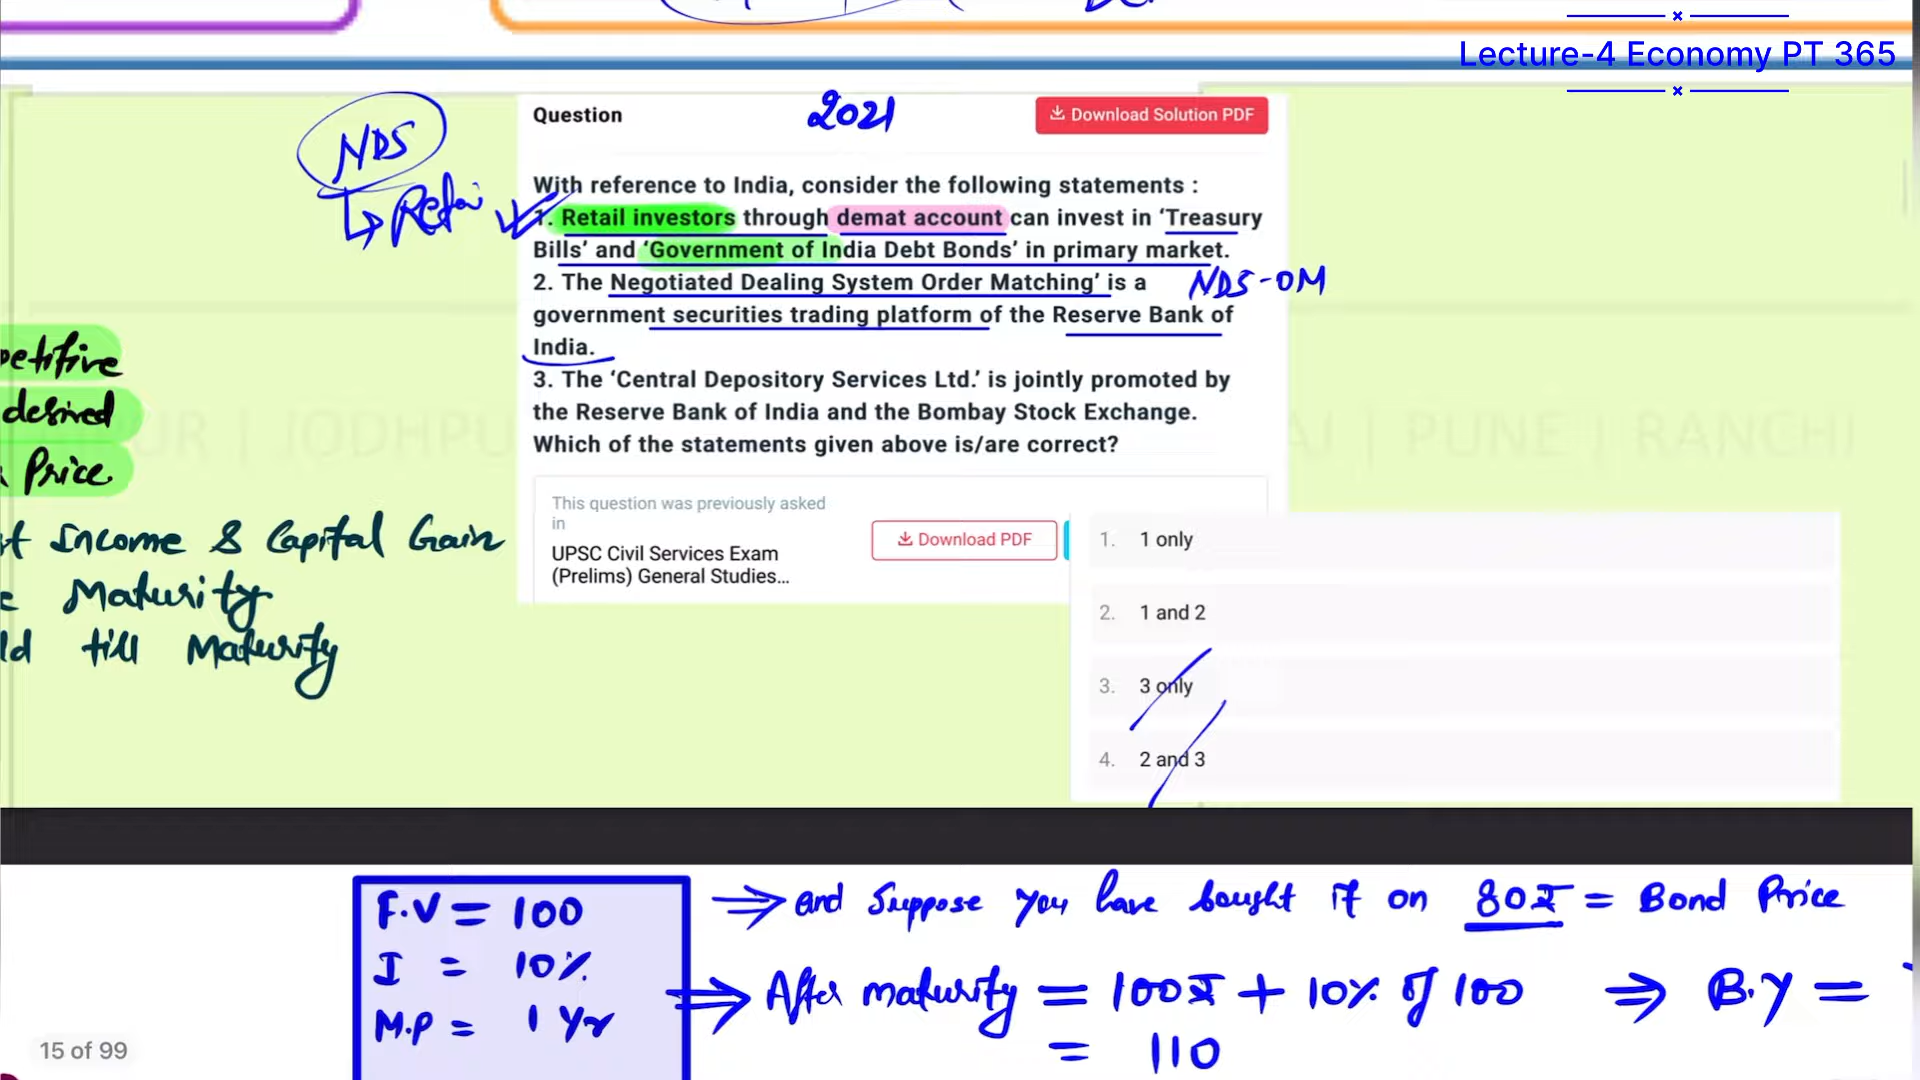 Lecture-4 Economy PT 365
Question
2021
Download Solution PDF
NDS
With reference to India, consider the following statements :
1. Retail investors through demat account can invest in ‘Treasury
Bills’ and ‘Government of India Debt Bonds’ in primary market.
2. The Negotiated Dealing System Order Matching’ is a
NDS-OM
government securities trading platform of the Reserve Bank of
India.
3. The ‘Central Depository Services Ltd.’ is jointly promoted by
the Reserve Bank of India and the Bombay Stock Exchange.
Which of the statements given above is/are correct?
desired
Price
JODHPU
PUNE | RANCHI
This question was previously asked
in
UPSC Civil Services Exam
(Prelims) General Studies...
Download PDF
1. 1 only
2. 1 and 2
3. 3 only
4. 2 and 3
Income & Capital Gain
Maturity
till Maturity
F.V = 100
I = 10%
M.P = 1 Yr
⇒ and Suppose you have bought it on 80₹ = Bond Price
⇒ After maturity = 100₹ + 10% of 100 ⇒ B.Y =
= 110
15 of 99